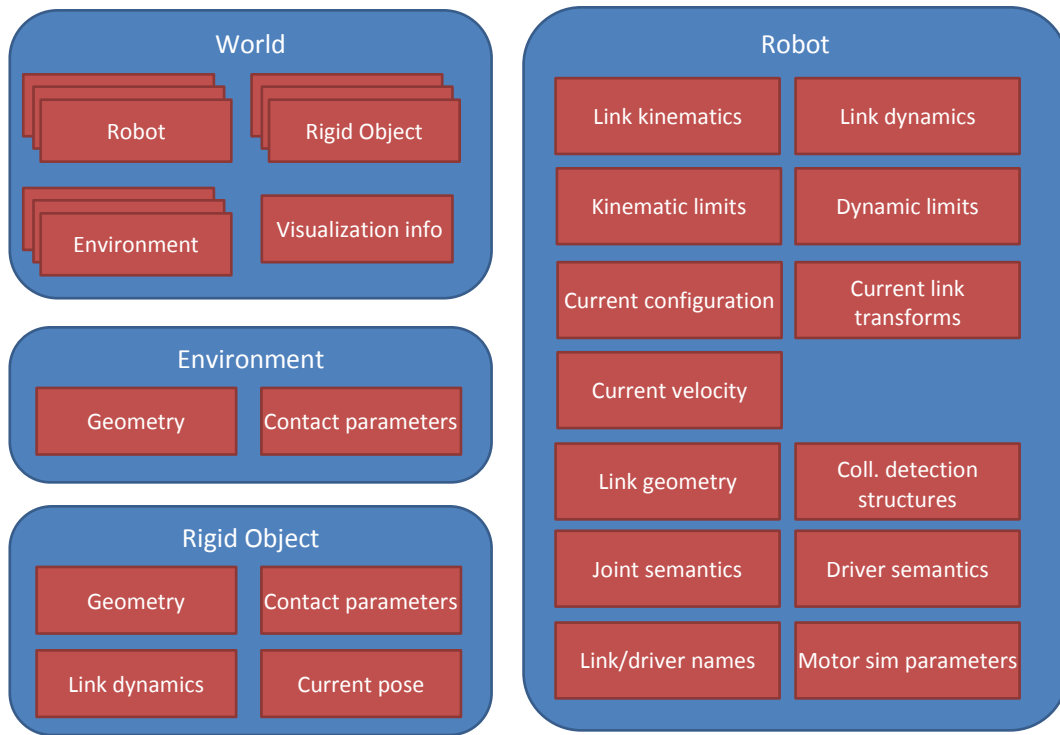 World
Robot
Rigid Object
Environment
Visualization info
Environment
Geometry
Contact parameters
Rigid Object
Geometry
Contact parameters
Link dynamics
Current pose
Robot
Link kinematics
Link dynamics
Kinematic limits
Dynamic limits
Current configuration
Current link
transforms
Current velocity
Link geometry
Coll. detection
structures
Joint semantics
Driver semantics
Link/driver names
Motor sim parameters